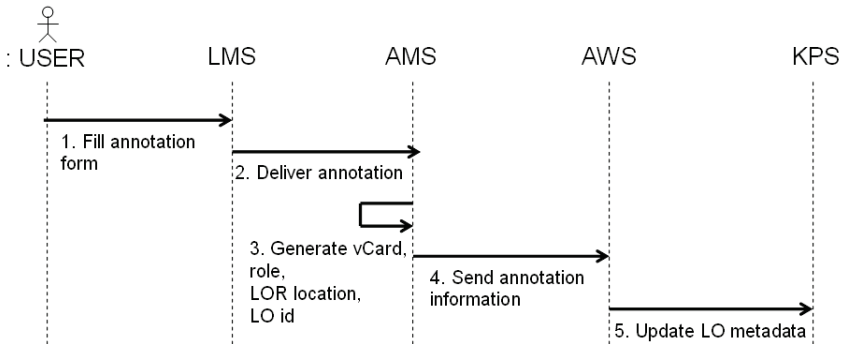 : USER
LMS
AMS
AWS
KPS
1. Fill annotation
form
2. Deliver annotation
3. Generate vCard,
role,
LOR location,
LO id
4. Send annotation
information
5. Update LO metadata